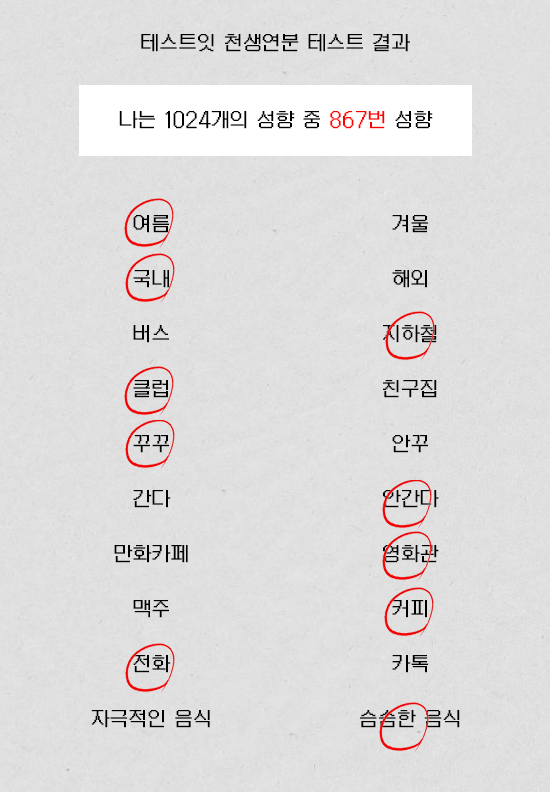 테스트잇 천생연분 테스트 결과
나는 1024개의 성향 중 867번 성향
여름 겨울
국내 해외
버스 지하철
클럽 친구집
꾸꾸 안꾸
간다 안간다
만화카페 영화관
맥주 커피
전화 카톡
자극적인 음식 슴슴한 음식